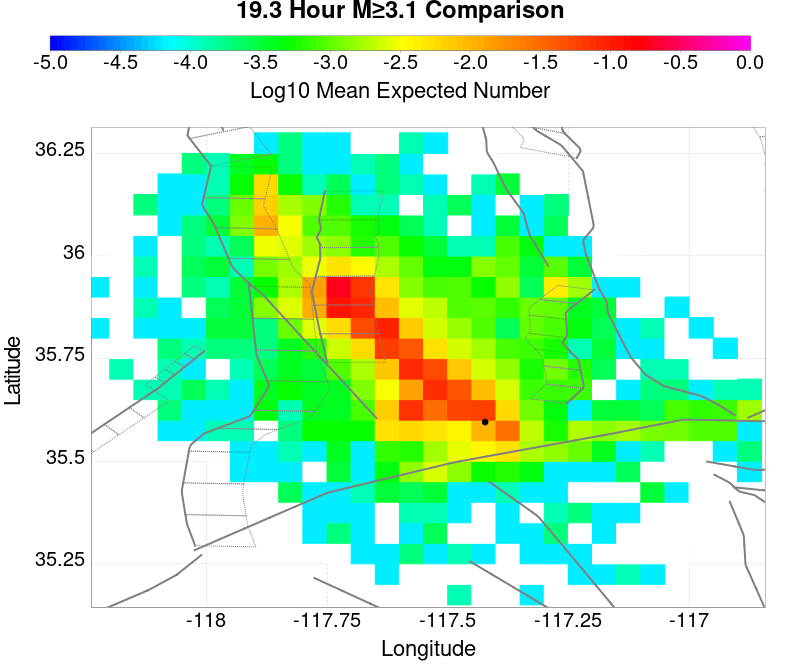 19.3 Hour M≥3.1 Comparison
-5.0 -4.5 -4.0 -3.5 -3.0 -2.5 -2.0 -1.5 -1.0 -0.5 0.0
Log10 Mean Expected Number
36.25
36
35.75
35.5
35.25
Latitude
-118 -117.75 -117.5 -117.25 -117
Longitude